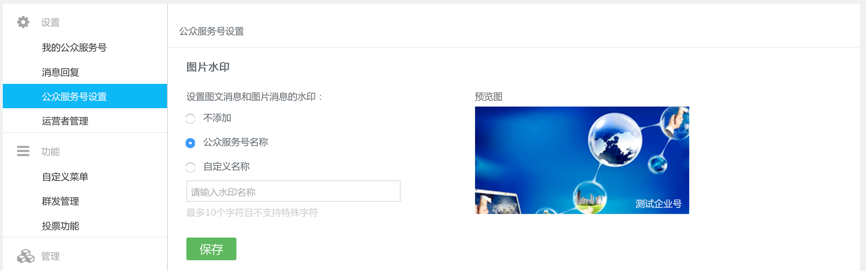 设置
我的公众服务号
消息回复
公众服务号设置
运营者管理
功能
自定义菜单
群发管理
投票功能
管理
公众服务号设置
图片水印
设置图文消息和图片消息的水印：
不添加
公众服务号名称
自定义名称
请输入水印名称
最多10个字符且不支持特殊字符
保存
预览图
测试企业号